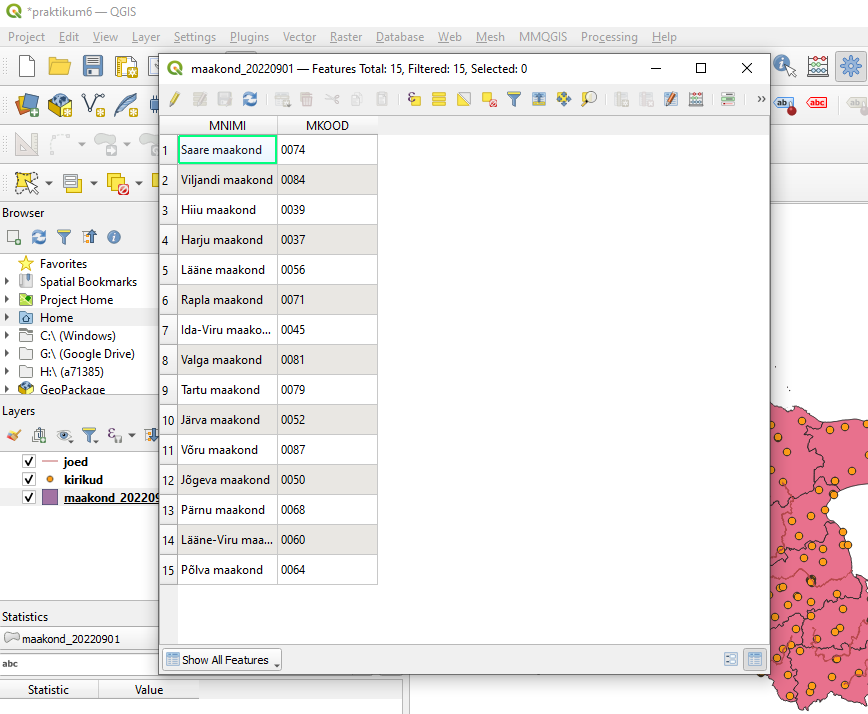 *praktikum6 — QGIS
Project Edit View Layer Settings Plugins Vector Raster Database Web Mesh MMQGIS Processing Help
maakond_20220901 — Features Total: 15, Filtered: 15, Selected: 0
ab abc ab
MNIMI MKOOD
1 Saare maakond 0074
2 Viljandi maakond 0084
3 Hiiu maakond 0039
4 Harju maakond 0037
5 Lääne maakond 0056
6 Rapla maakond 0071
7 Ida-Viru maako... 0045
8 Valga maakond 0081
9 Tartu maakond 0079
10 Järva maakond 0052
11 Võru maakond 0087
12 Jõgeva maakond 0050
13 Pärnu maakond 0068
14 Lääne-Viru maa... 0060
15 Põlva maakond 0064
Show All Features
Browser
Favorites
Spatial Bookmarks
Project Home
Home
C:\ (Windows)
G:\ (Google Drive)
H:\ (a71385)
GeoPackage
Layers
joed
kirikud
maakond_202209
Statistics
maakond_20220901
abc
Statistic Value